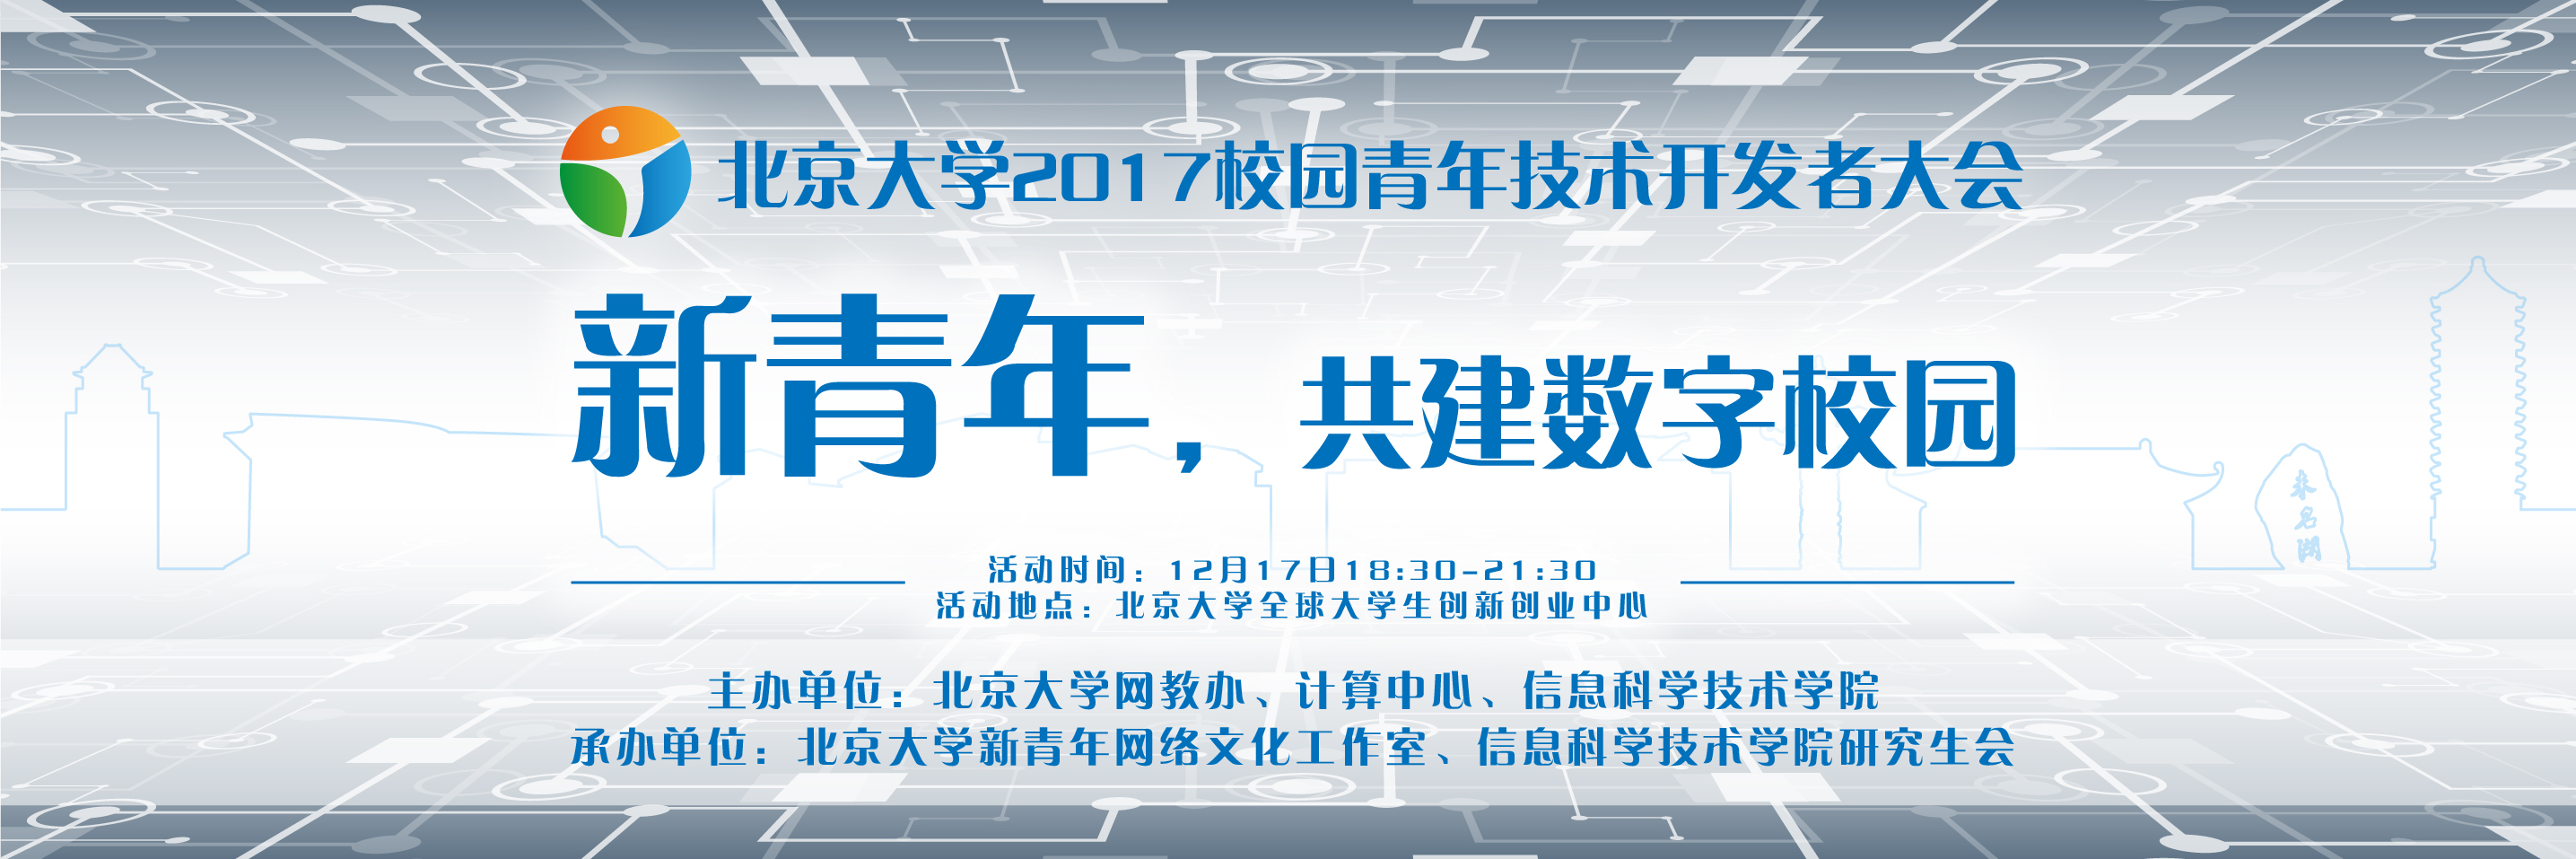 北京大学2017校园青年技术开发者大会
新青年，共建数字校园
活动时间：12月17日18:30-21:30
活动地点：北京大学全球大学生创新创业中心
主办单位：北京大学网教办、计算中心、信息科学技术学院
承办单位：北京大学新青年网络文化工作室、信息科学技术学院研究生会
未名湖